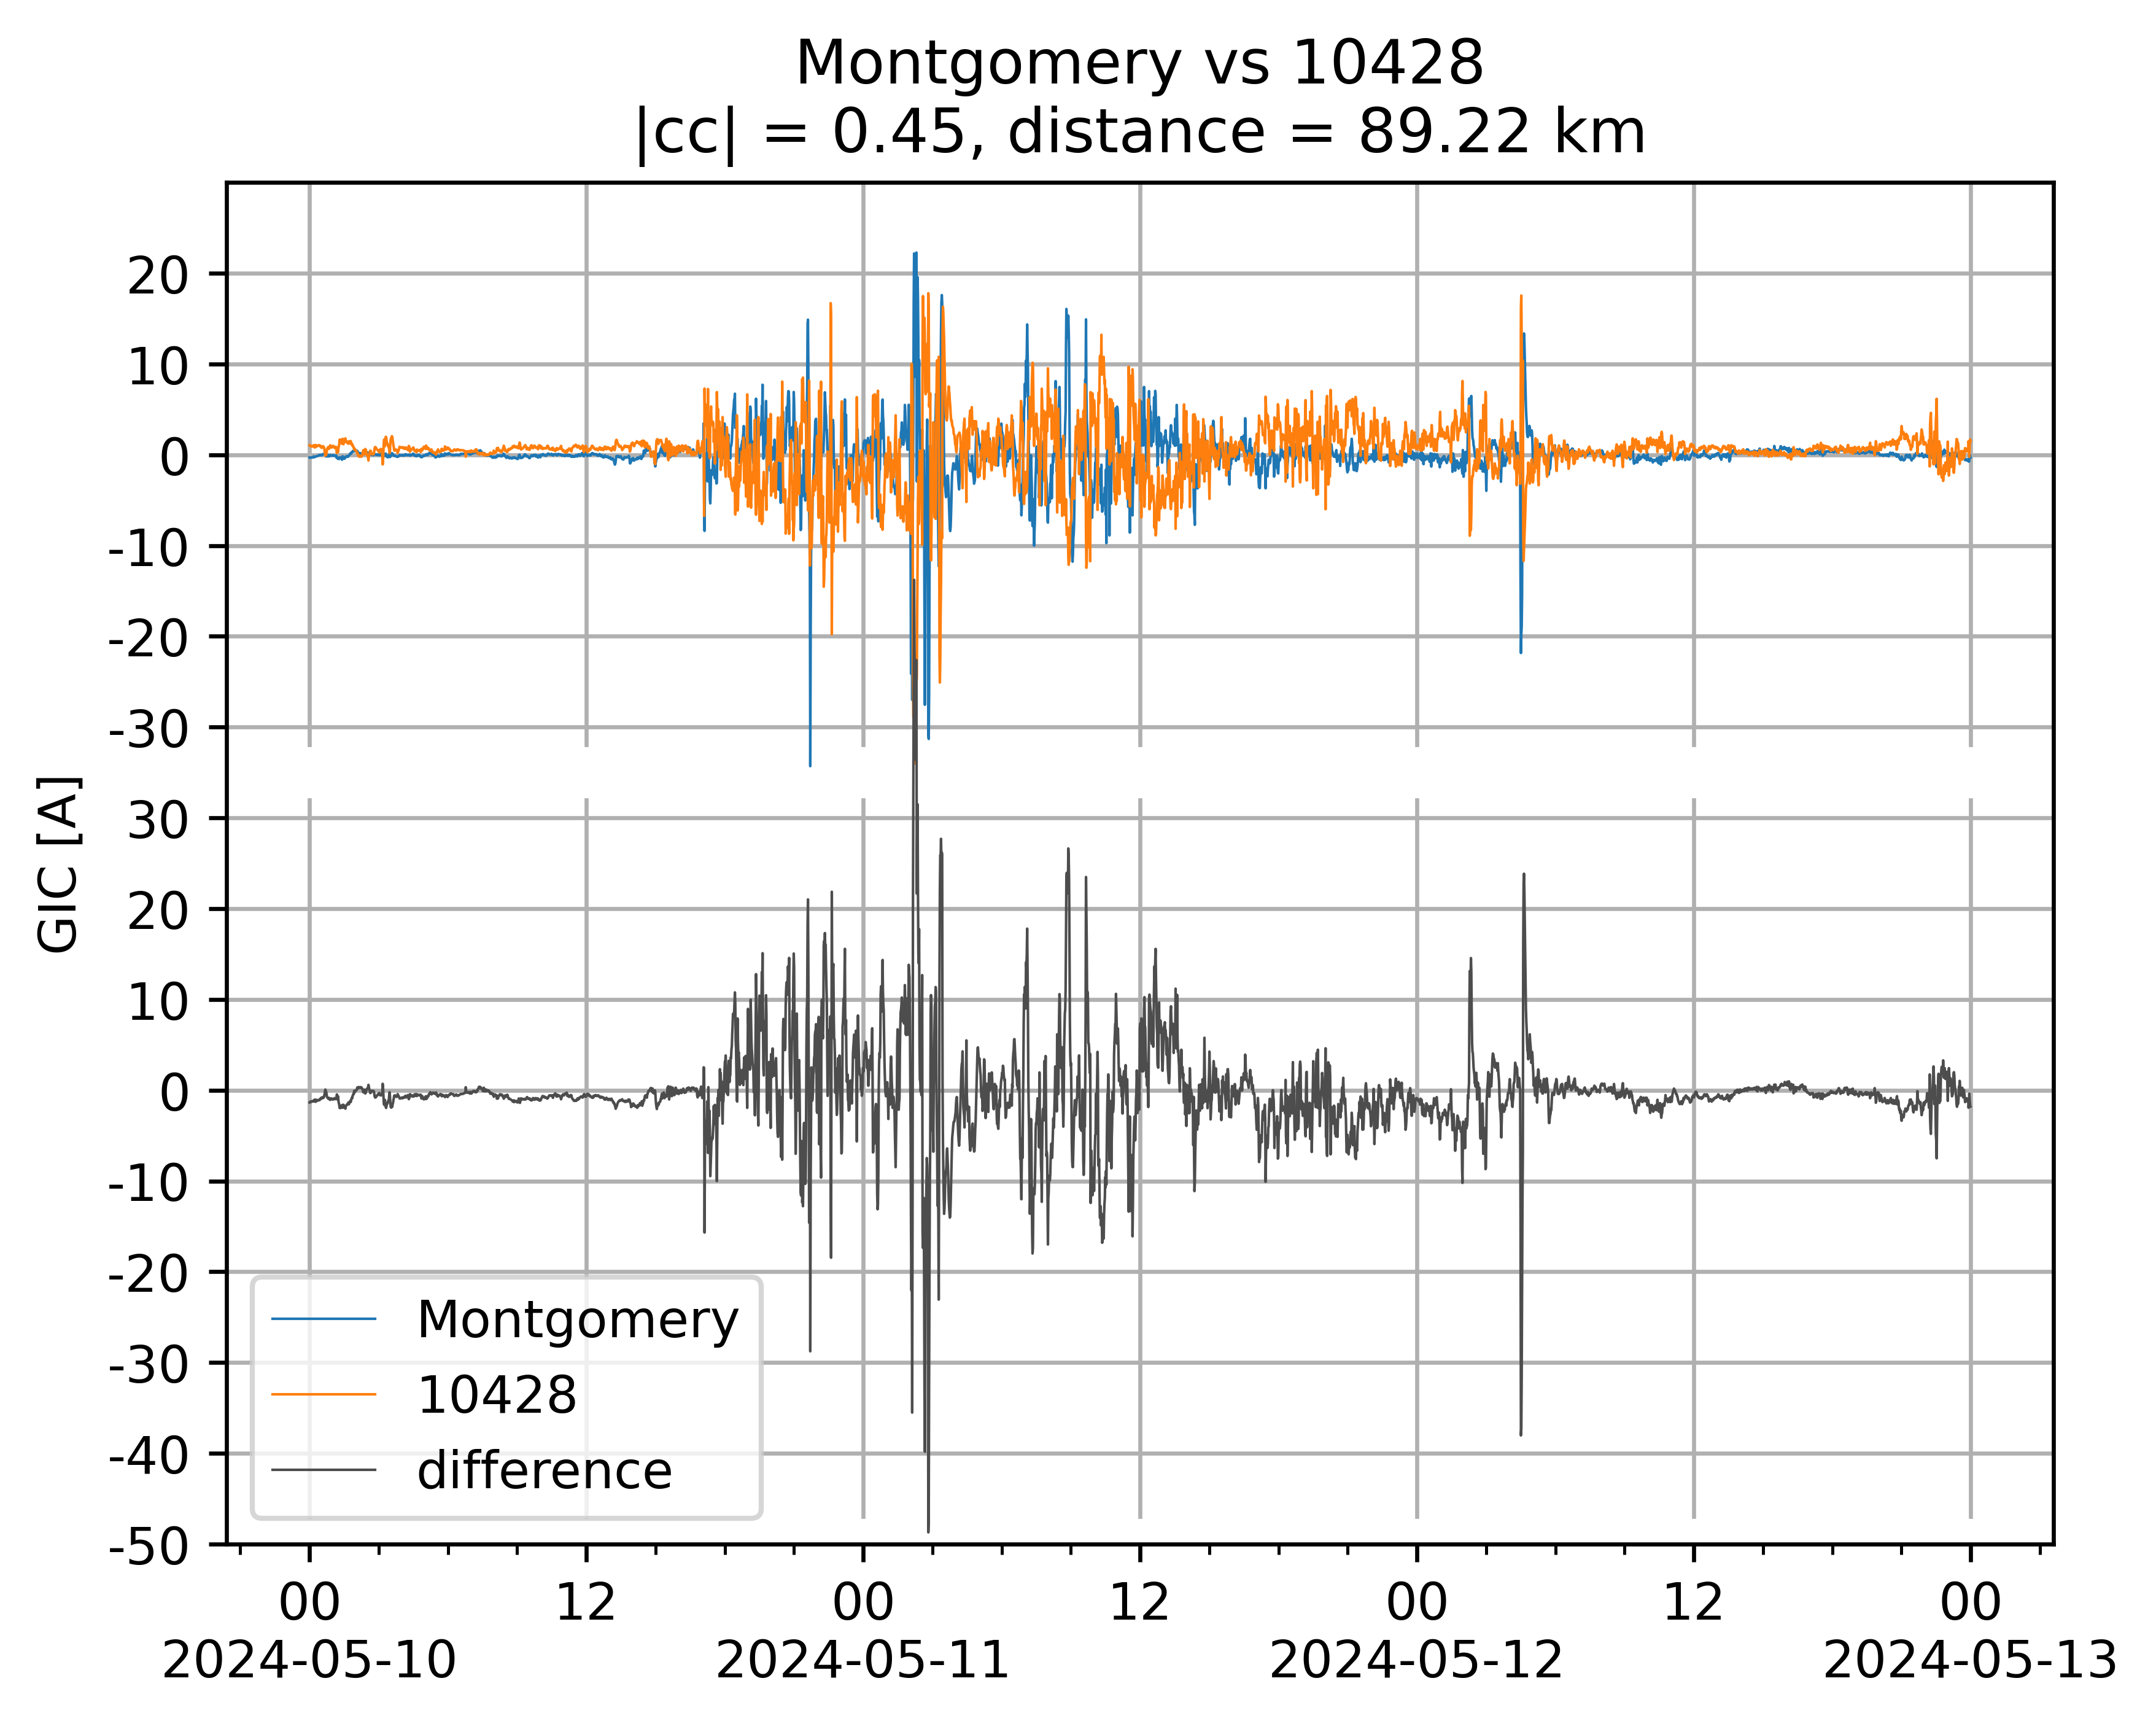 Montgomery vs 10428
|cc| = 0.45, distance = 89.22 km
GIC [A]
20
10
0
-10
-20
-30
30
20
10
0
-10
-20
-30
-40
-50
Montgomery
10428
difference
00 12 00 12 00 12 00
2024-05-10 2024-05-11 2024-05-12 2024-05-13